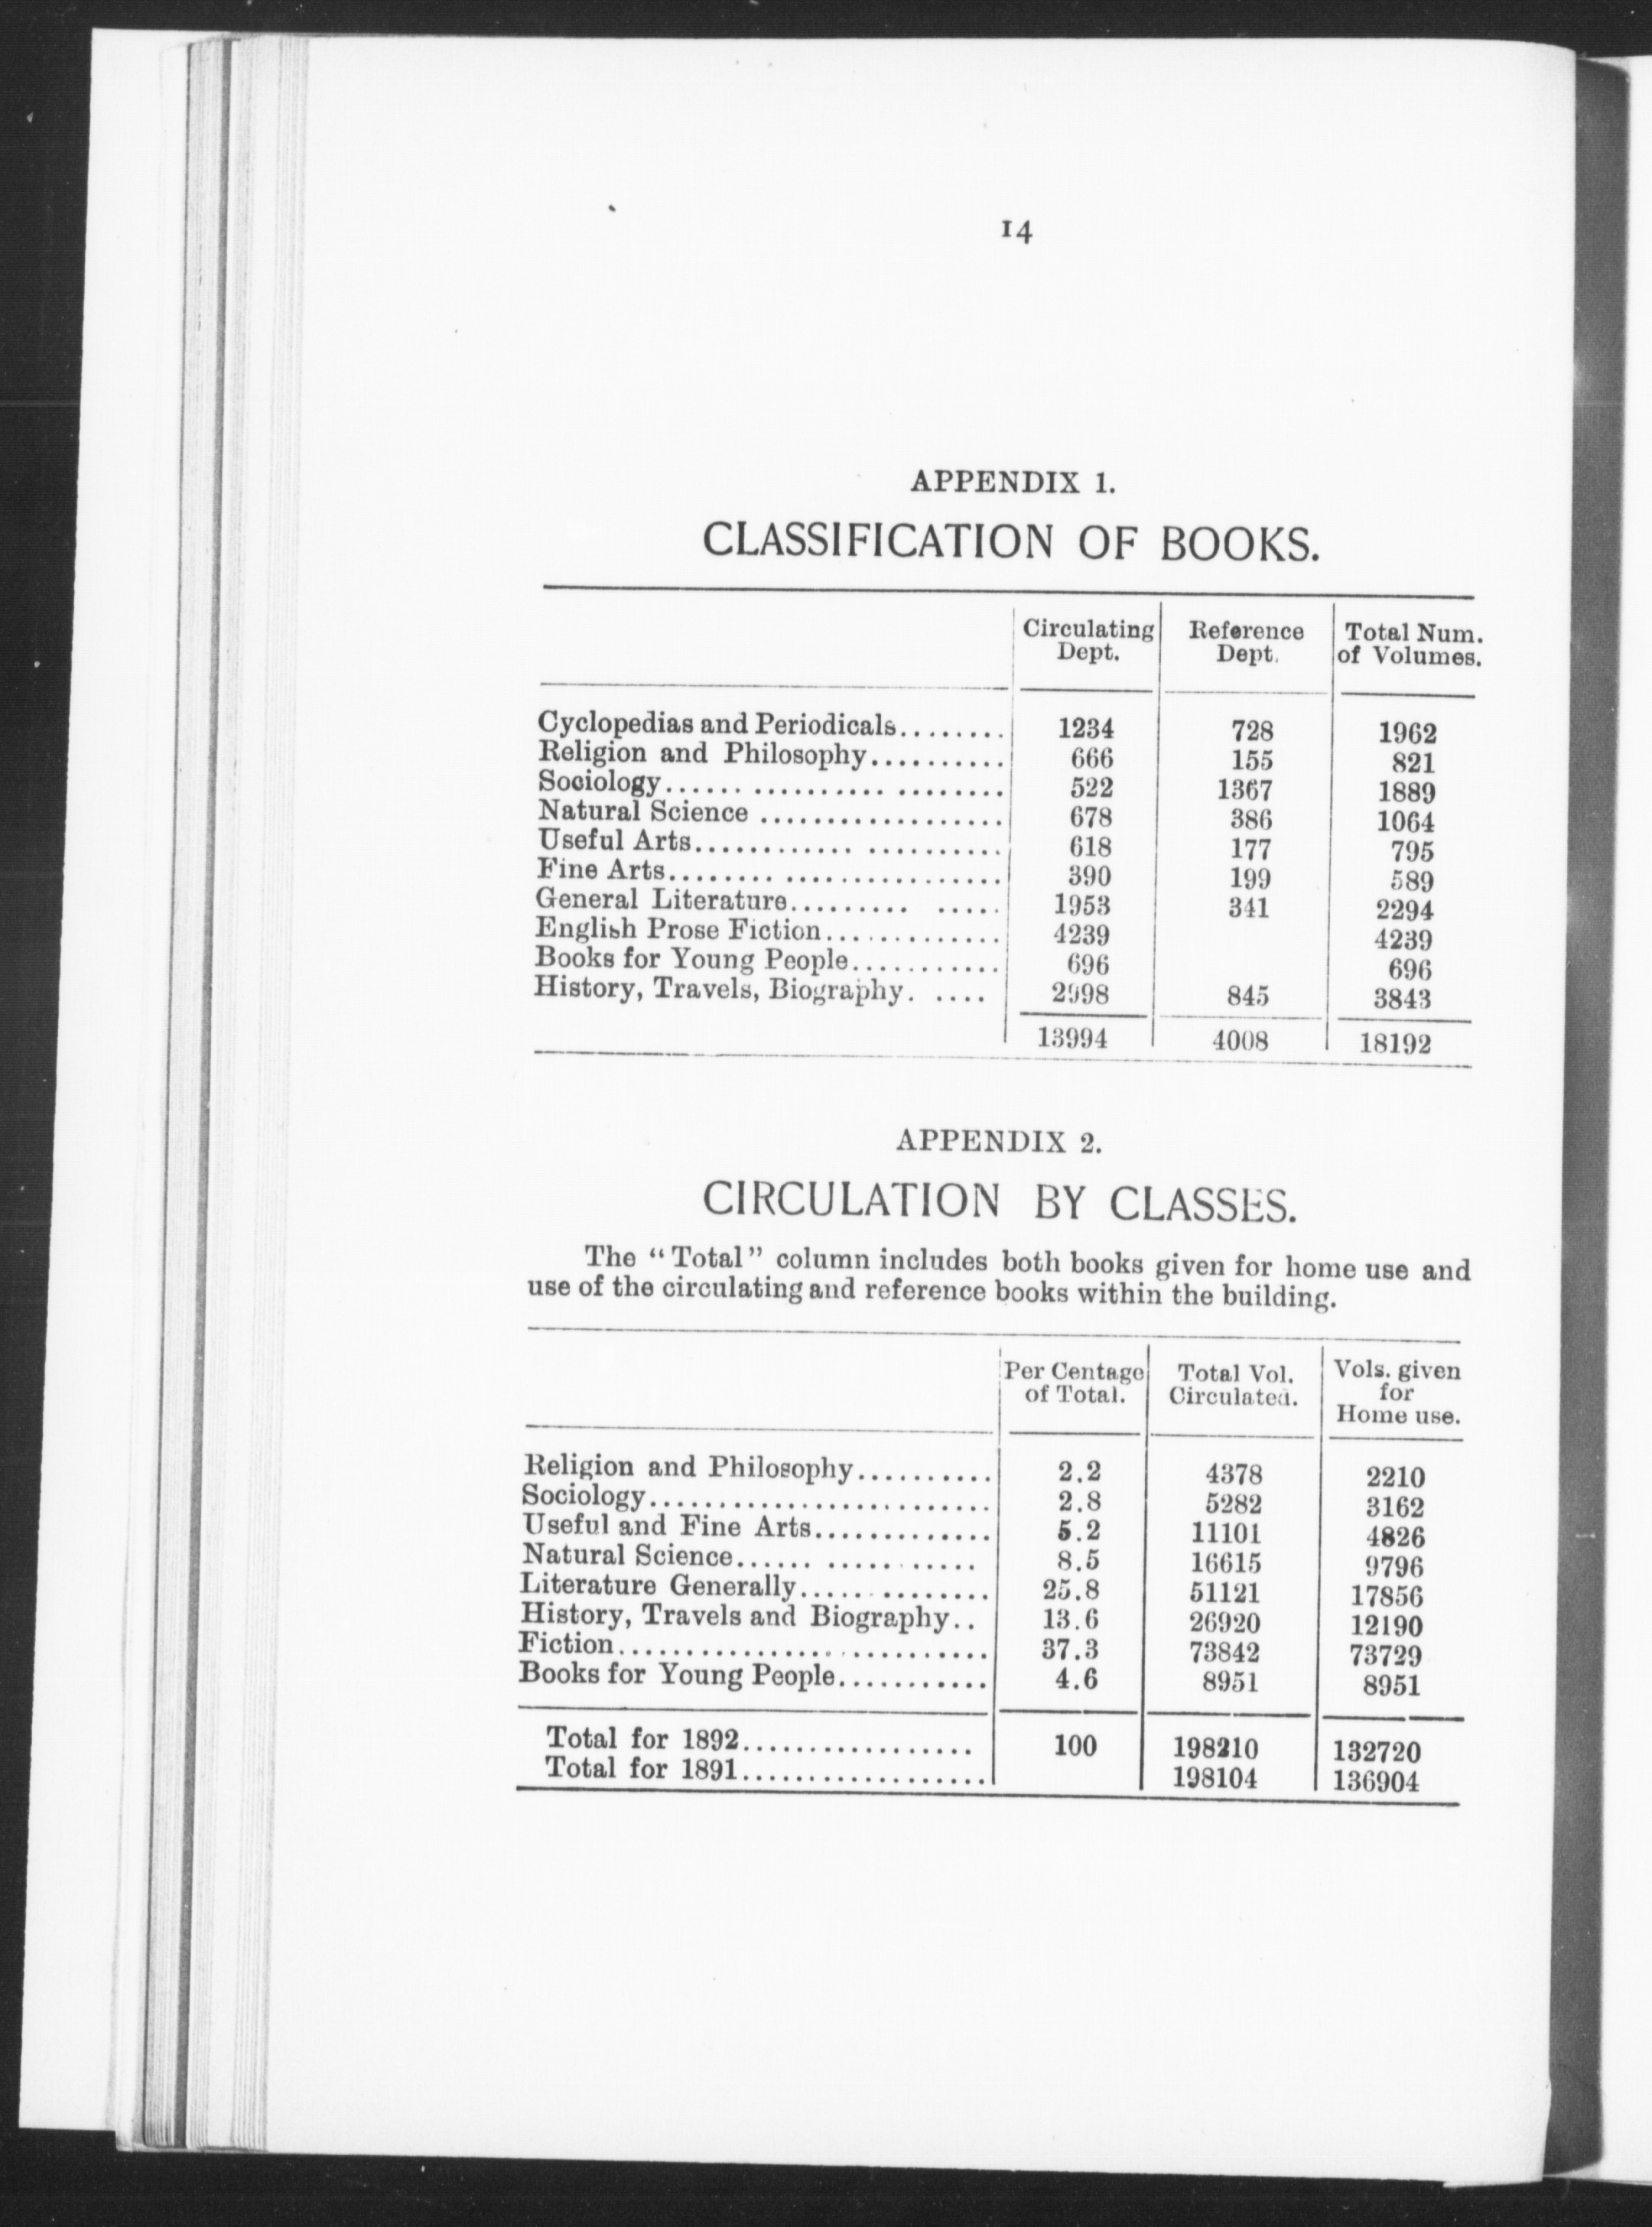 14
APPENDIX 1.
CLASSIFICATION OF BOOKS.
Circulating Dept. Reference Dept. Total Num. of Volumes.
Cyclopedias and Periodicals........ 1234 728 1962
Religion and Philosophy.......... 666 155 821
Sociology...... .......... ........ 522 1367 1889
Natural Science .................. 678 386 1064
Useful Arts............ .......... 618 177 795
Fine Arts........ ................ 390 199 589
General Literature......... ..... 1953 341 2294
English Prose Fiction............. 4239 4239
Books for Young People........... 696 696
History, Travels, Biography. .... 2998 845 3843
13994 4008 18192
APPENDIX 2.
CIRCULATION BY CLASSES.
The “Total” column includes both books given for home use and
use of the circulating and reference books within the building.
Per Centage of Total. Total Vol. Circulated. Vols. given for Home use.
Religion and Philosophy.......... 2.2 4378 2210
Sociology.......................... 2.8 5282 3162
Useful and Fine Arts............. 5.2 11101 4826
Natural Science...... ........... 8.5 16615 9796
Literature Generally.............. 25.8 51121 17856
History, Travels and Biography.. 13.6 26920 12190
Fiction............................ 37.3 73842 73729
Books for Young People........... 4.6 8951 8951
Total for 1892................. 100 198210 132720
Total for 1891................... 198104 136904